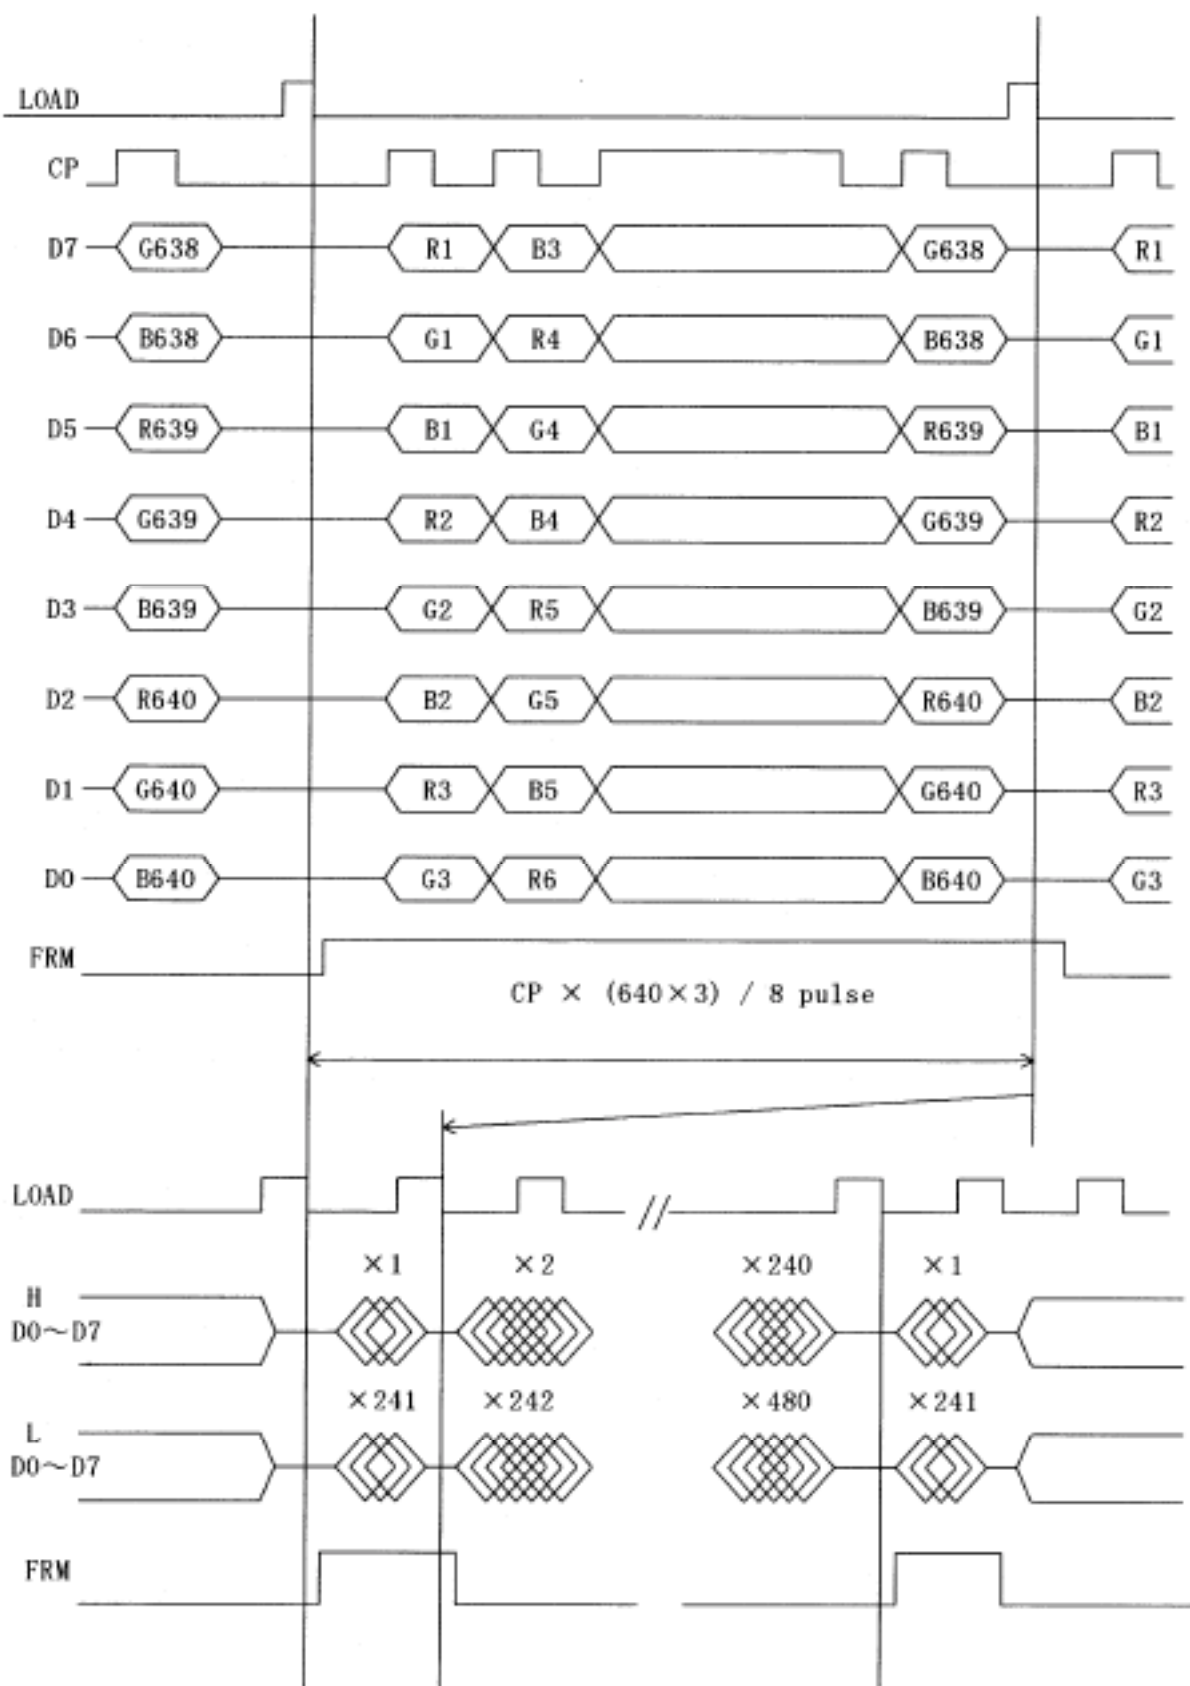 LOAD
CP
D7 G638 R1 B3 G638 R1
D6 B638 G1 R4 B638 G1
D5 R639 B1 G4 R639 B1
D4 G639 R2 B4 G639 R2
D3 B639 G2 R5 B639 G2
D2 R640 B2 G5 R640 B2
D1 G640 R3 B5 G640 R3
D0 B640 G3 R6 B640 G3
FRM
CP × (640×3) / 8 pulse
LOAD
×1 ×2 ×240 ×1
H
D0~D7
×241 ×242 ×480 ×241
L
D0~D7
FRM